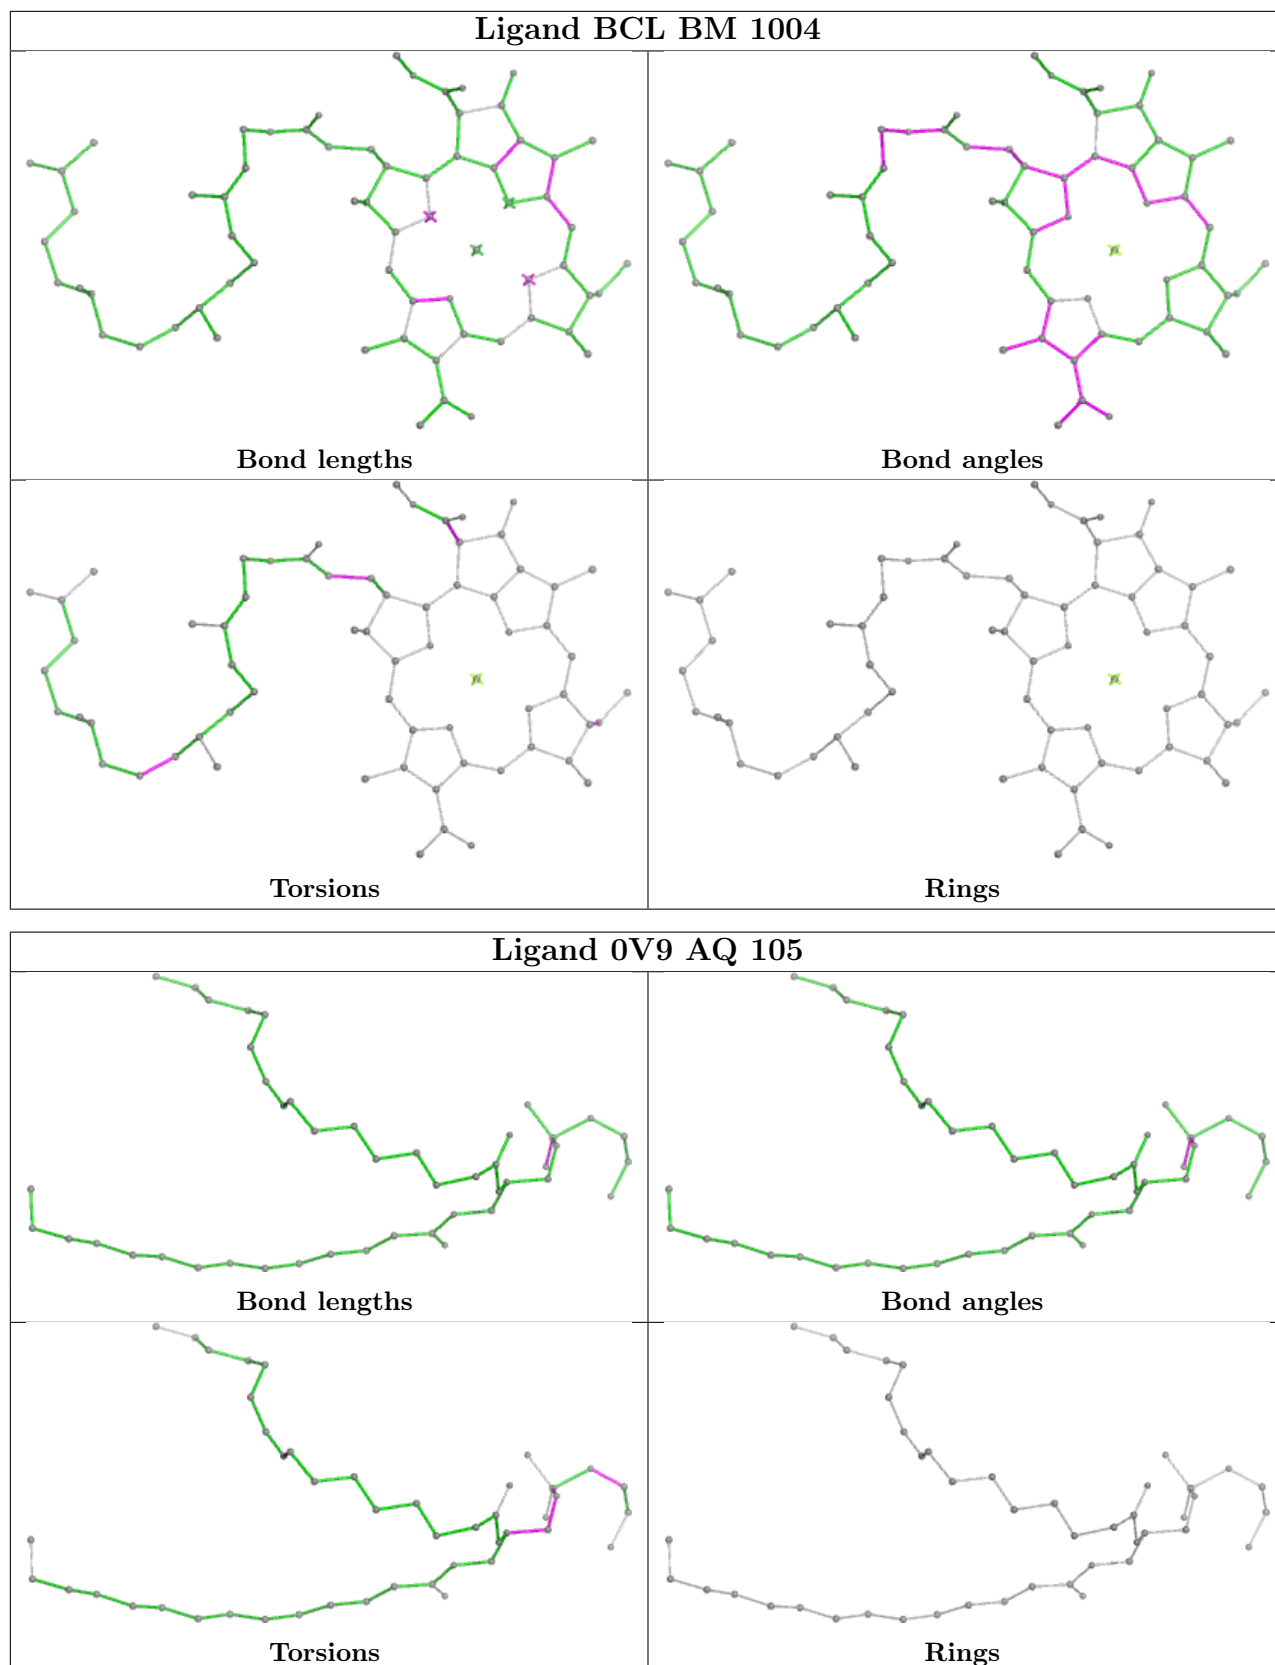 Ligand BCL BM 1004
Bond lengths
Bond angles
Torsions
Rings
Ligand 0V9 AQ 105
Bond lengths
Bond angles
Torsions
Rings